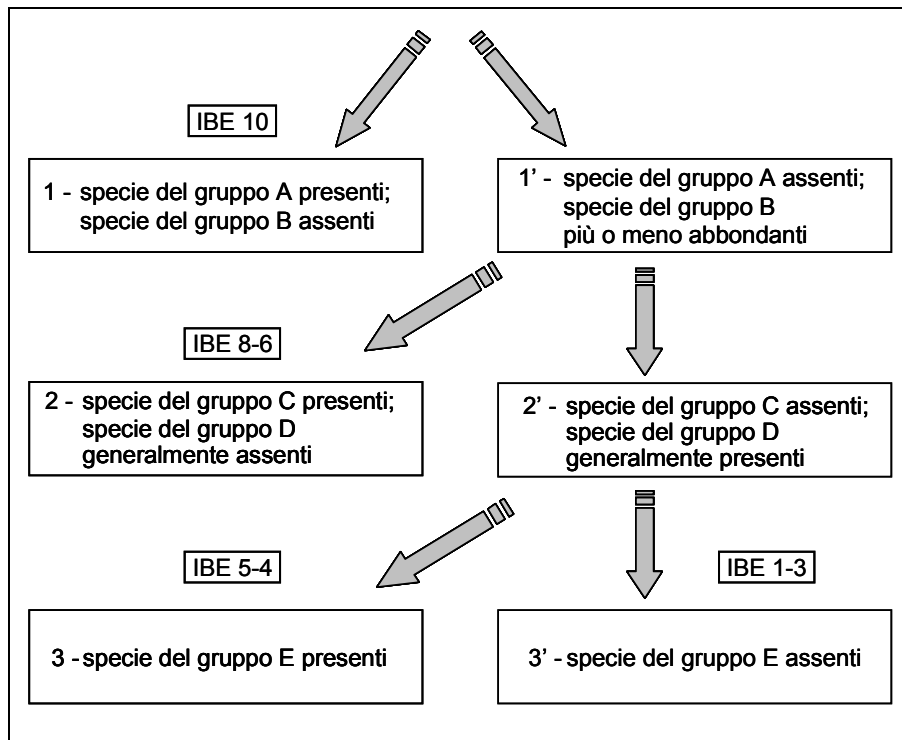 IBE 10
1 - specie del gruppo A presenti;
specie del gruppo B assenti
1’ - specie del gruppo A assenti;
specie del gruppo B
più o meno abbondanti
IBE 8-6
2 - specie del gruppo C presenti;
specie del gruppo D
generalmente assenti
2’ - specie del gruppo C assenti;
specie del gruppo D
generalmente presenti
IBE 5-4
IBE 1-3
3 - specie del gruppo E presenti
3’ - specie del gruppo E assenti